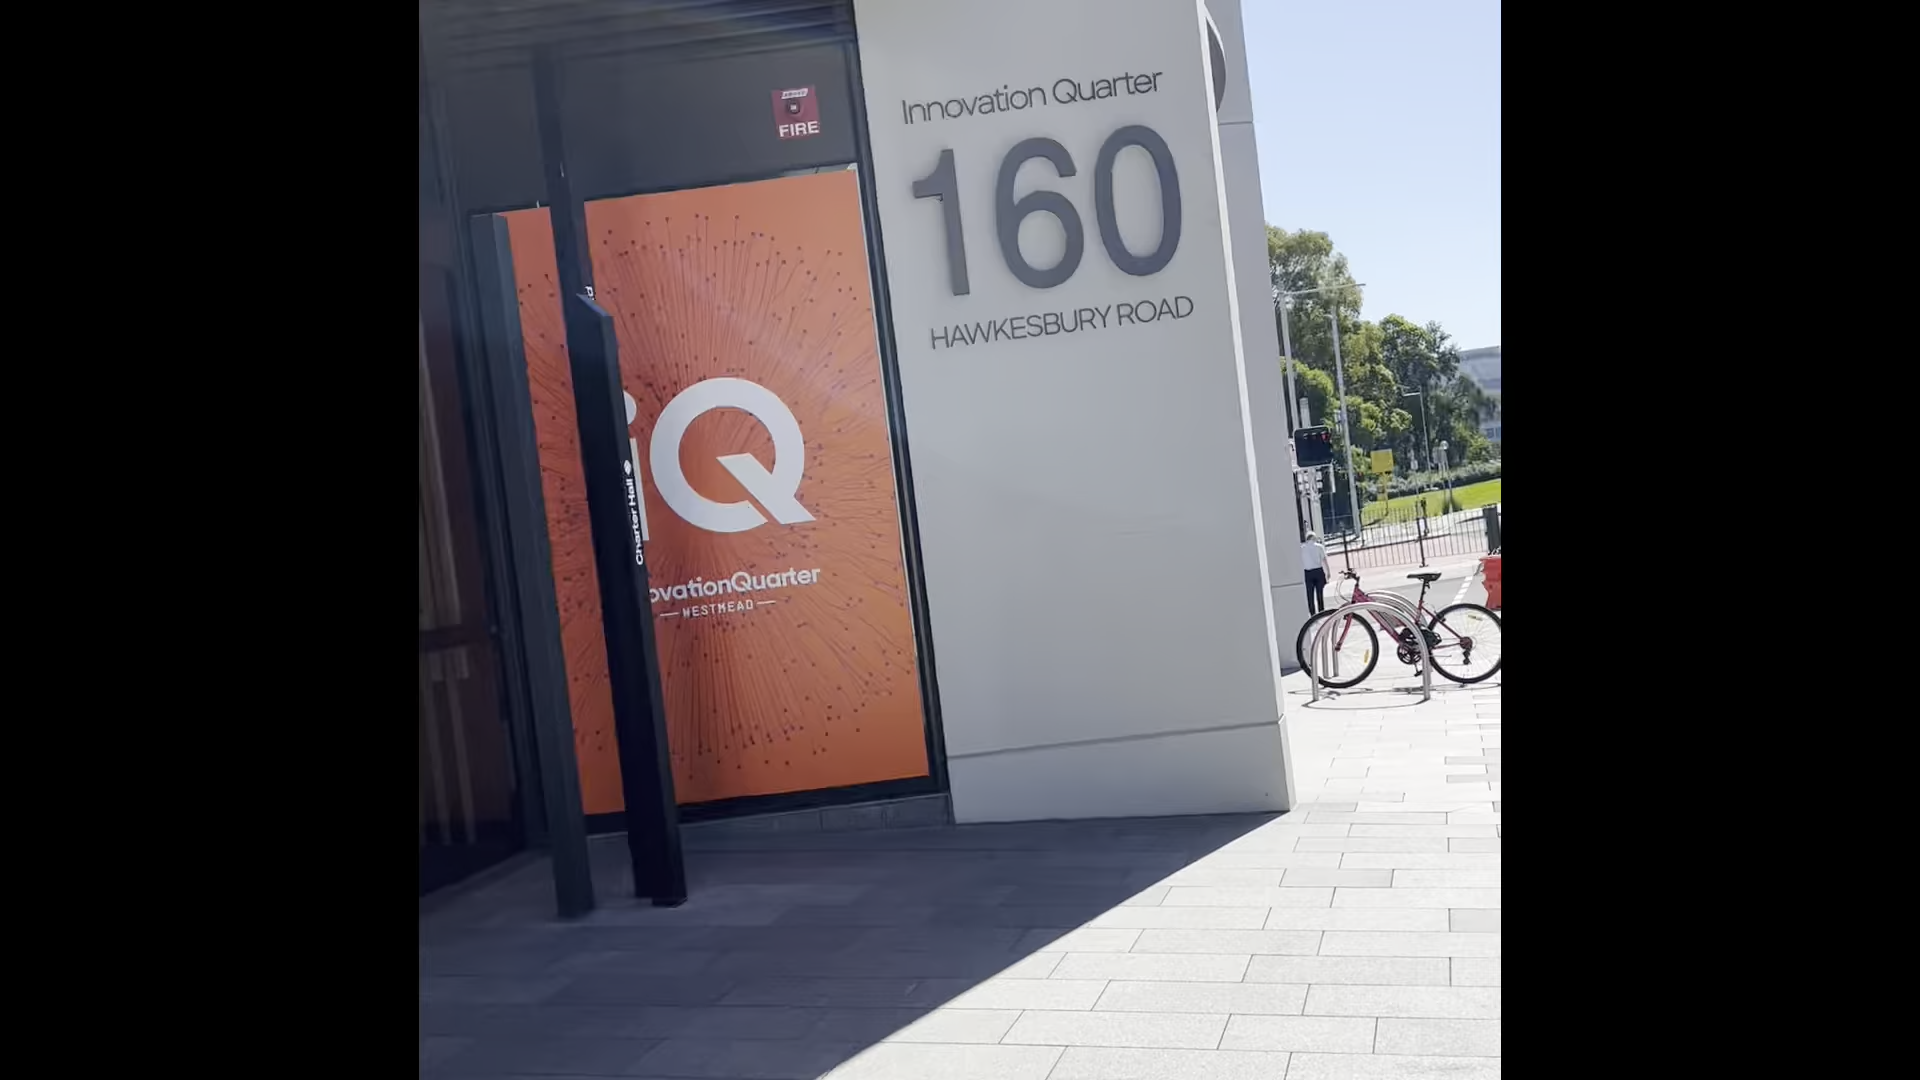 FIRE
Innovation Quarter
160
HAWKESBURY ROAD
iQ
Charter Hall
ovationQuarter
WESTMEAD